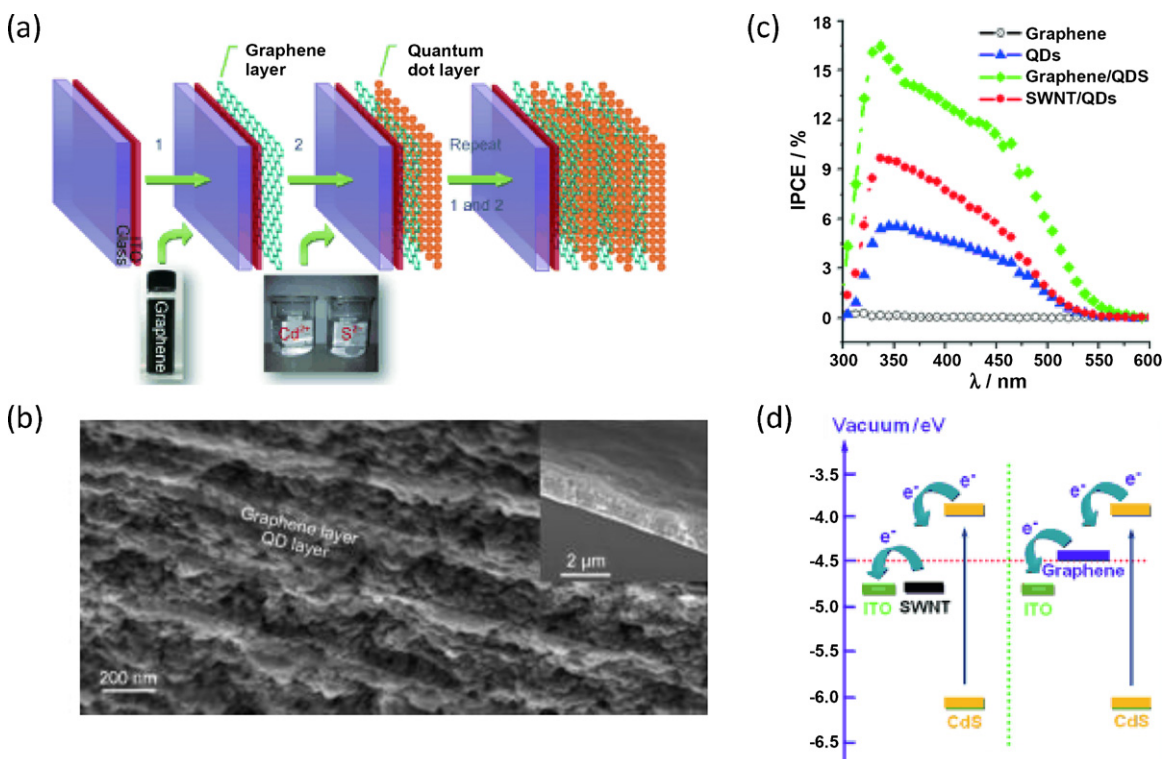 (a)
Graphene
layer
Quantum
dot layer
1
2
Repeat
1 and 2
ITO
Glass
Graphene
Cd²⁺
S²⁻
(b)
Graphene layer
QD layer
2 μm
200 nm
(c)
Graphene
QDs
Graphene/QDS
SWNT/QDs
IPCE / %
18
15
12
9
6
3
0
300 350 400 450 500 550 600
λ / nm
(d)
Vacuum/eV
-3.5
-4.0
-4.5
-5.0
-5.5
-6.0
-6.5
e⁻ e⁻
e⁻
ITO SWNT
CdS
e⁻ e⁻
e⁻
Graphene
ITO
CdS